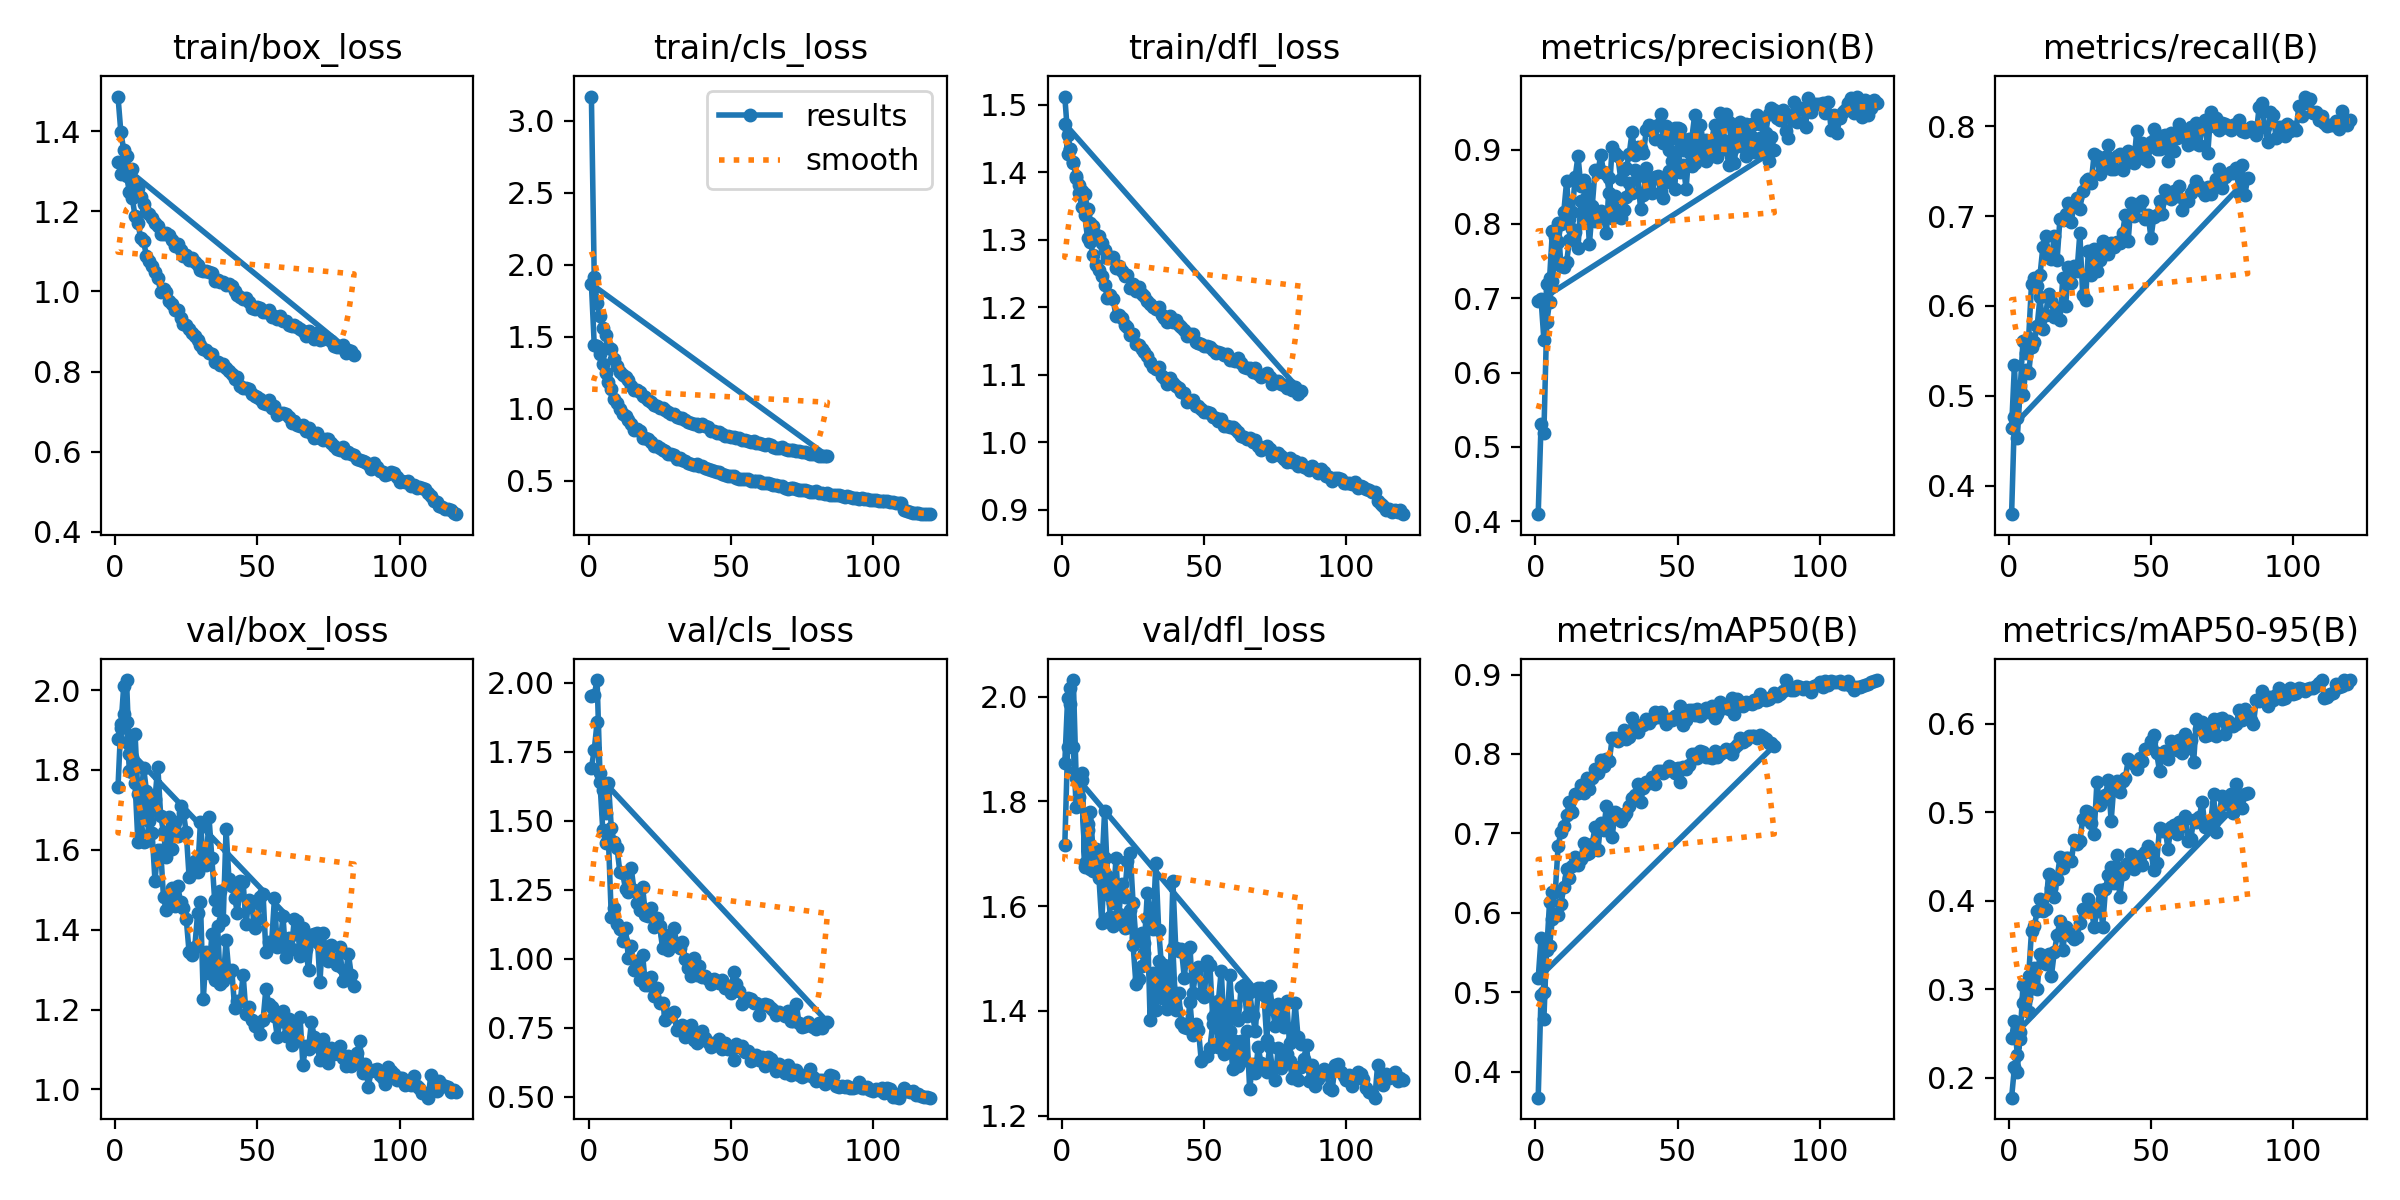 train/box_loss
train/cls_loss
train/dfl_loss
metrics/precision(B)
metrics/recall(B)
1.4
1.2
1.0
0.8
0.6
0.4
0 50 100
results
smooth
3.0
2.5
2.0
1.5
1.0
0.5
0 50 100
1.5
1.4
1.3
1.2
1.1
1.0
0.9
0 50 100
0.9
0.8
0.7
0.6
0.5
0.4
0 50 100
0.8
0.7
0.6
0.5
0.4
0 50 100
val/box_loss
val/cls_loss
val/dfl_loss
metrics/mAP50(B)
metrics/mAP50-95(B)
2.0
1.8
1.6
1.4
1.2
1.0
0 50 100
2.00
1.75
1.50
1.25
1.00
0.75
0.50
0 50 100
2.0
1.8
1.6
1.4
1.2
0 50 100
0.9
0.8
0.7
0.6
0.5
0.4
0 50 100
0.6
0.5
0.4
0.3
0.2
0 50 100